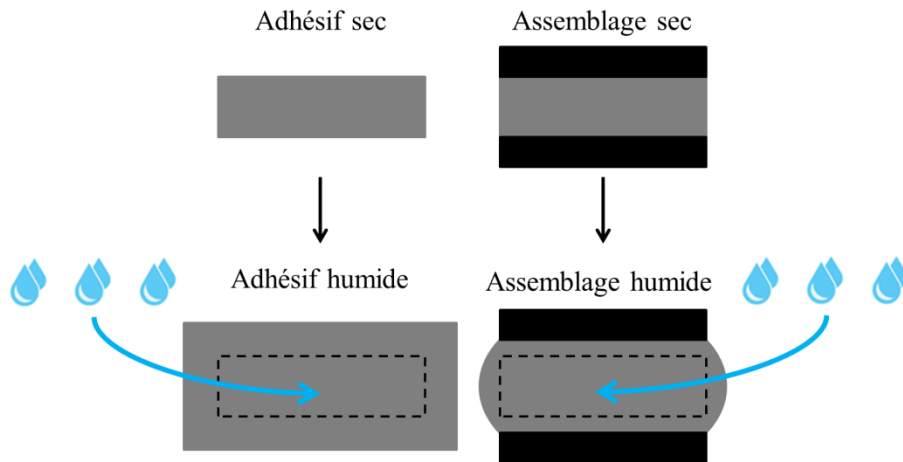 Adhésif sec
Assemblage sec
Adhésif humide
Assemblage humide